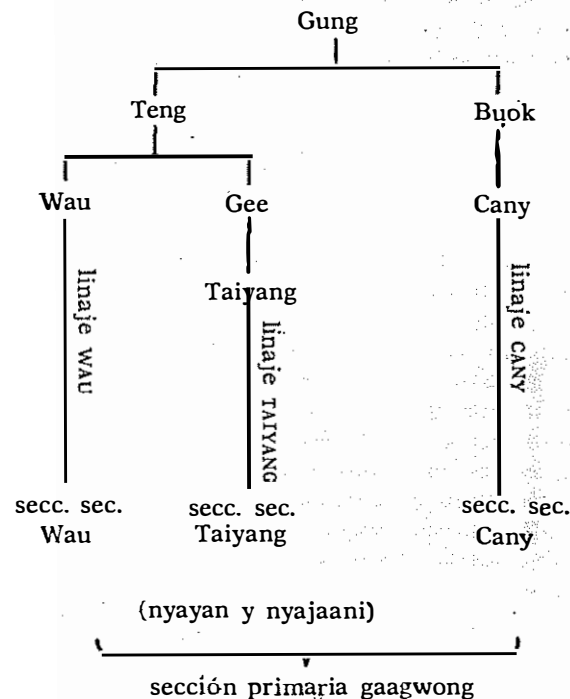 Gung
Teng Buok
Wau Gee Cany
Taiyang
linaje WAU
linaje TAIYANG
linaje CANY
secc. sec. secc. sec. secc. sec.
Wau Taiyang Cany
(nyayan y nyajaani)
sección primaria gaagwong